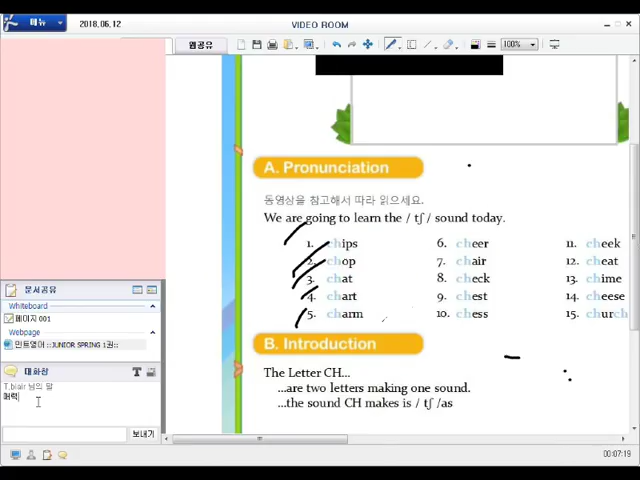 메뉴
2018.06.12
VIDEO ROOM
웹공유
100%
A. Pronunciation
동영상을 참고해서 따라 읽으세요.
We are going to learn the / tʃ / sound today.
1. chips
6. cheer
11. cheek
2. chop
7. chair
12. cheat
3. chat
8. check
13. chime
4. chart
9. chest
14. cheese
5. charm
10. chess
15. church
B. Introduction
The Letter CH...
...are two letters making one sound.
...the sound CH makes is / tʃ /as
문서공유
Whiteboard
페이지 001
Webpage
민트영어 ::JUNIOR SPRING 1권::
대화창
T
T.blair 님의 말
매력
보내기
00:07:19